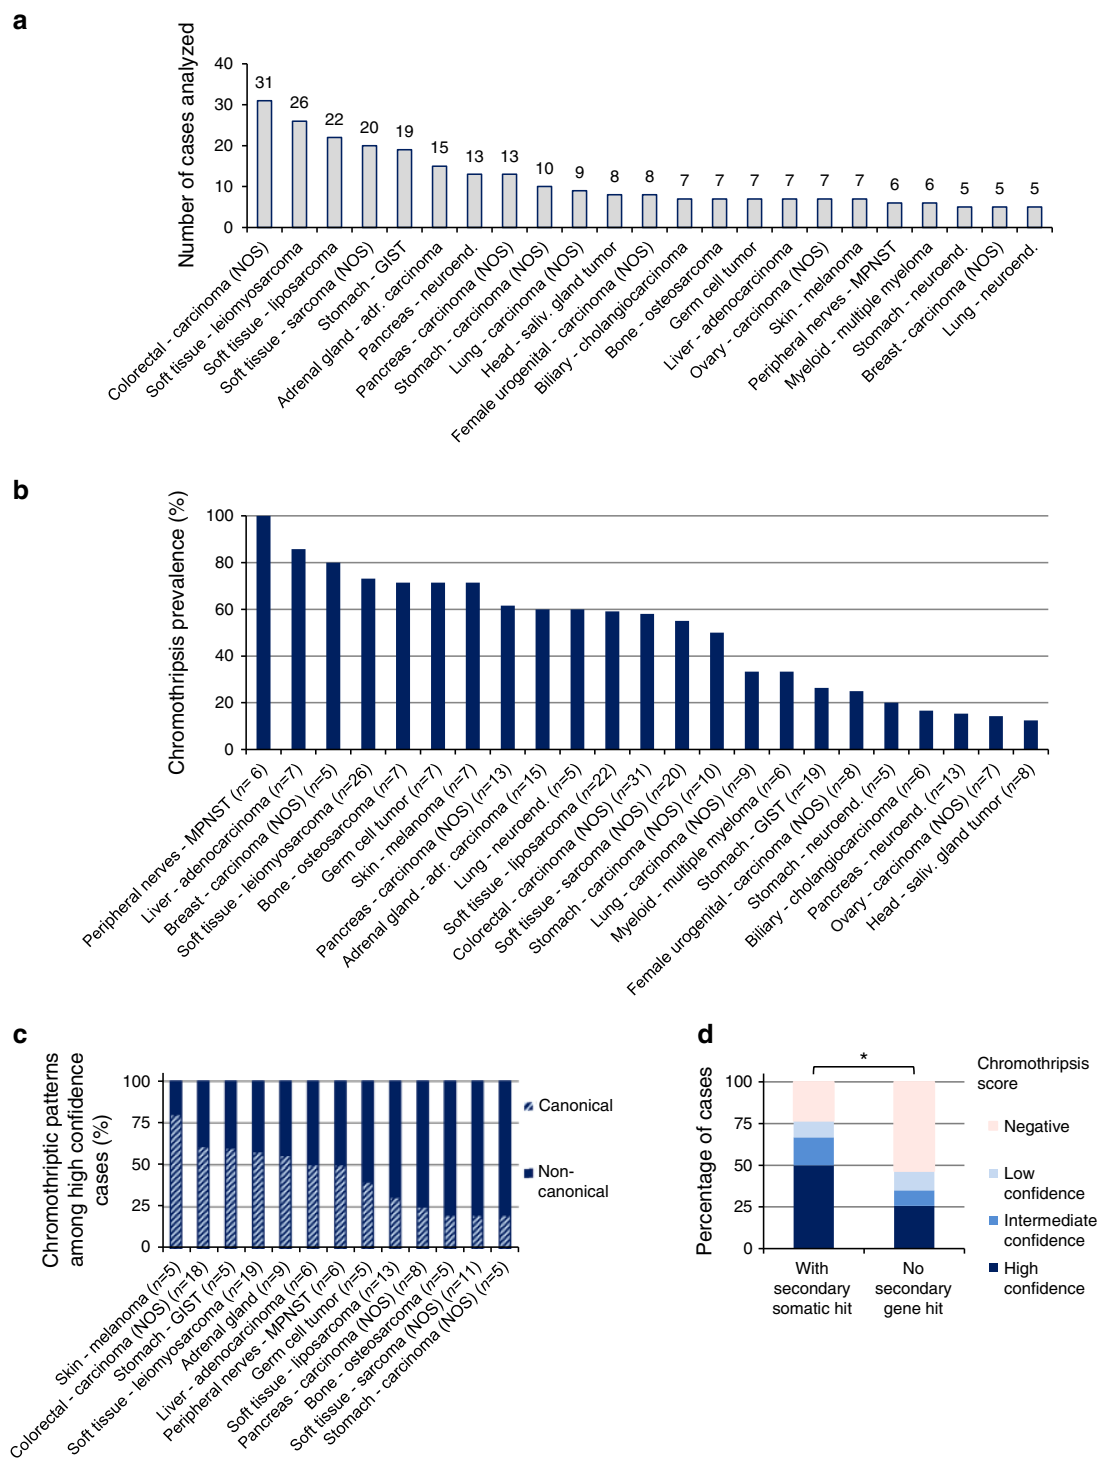 a
Number of cases analyzed
40
30
20
10
0
31
26
22
20
19
15
13
13
10
9
8
8
7
7
7
7
7
7
6
6
5
5
5
Colorectal - carcinoma (NOS)
Soft tissue - leiomyosarcoma
Soft tissue - liposarcoma
Soft tissue - sarcoma (NOS)
Stomach - GIST
Adrenal gland - adr. carcinoma
Pancreas - neuroend.
Pancreas - carcinoma (NOS)
Stomach - carcinoma (NOS)
Lung - carcinoma (NOS)
Head - saliv. gland tumor
Female urogenital - carcinoma (NOS)
Biliary - cholangiocarcinoma
Bone - osteosarcoma
Germ cell tumor
Liver - adenocarcinoma
Ovary - carcinoma (NOS)
Skin - melanoma
Peripheral nerves - MPNST
Myeloid - multiple myeloma
Stomach - neuroend.
Breast - carcinoma (NOS)
Lung - neuroend.
b
Chromothripsis prevalence (%)
100
80
60
40
20
0
Peripheral nerves - MPNST (n= 6)
Liver - adenocarcinoma (n=7)
Breast - carcinoma (NOS) (n=5)
Soft tissue - leiomyosarcoma (n=26)
Bone - osteosarcoma (n=7)
Germ cell tumor (n=7)
Skin - melanoma (n=7)
Pancreas - carcinoma (NOS) (n=13)
Adrenal gland - adr. carcinoma (n=15)
Lung - neuroend. (n=5)
Soft tissue - liposarcoma (n=22)
Colorectal - carcinoma (NOS) (n=31)
Soft tissue - sarcoma (NOS) (n=20)
Stomach - carcinoma (NOS) (n=10)
Lung - carcinoma (NOS) (n=9)
Myeloid - multiple myeloma (n=6)
Stomach - GIST (n=19)
Female urogenital - carcinoma (NOS) (n=8)
Stomach - neuroend. (n=5)
Biliary - cholangiocarcinoma (n=6)
Pancreas - neuroend. (n=13)
Ovary - carcinoma (NOS) (n=7)
Head - saliv. gland tumor (n=8)
c
Chromothriptic patterns
among high confidence
cases (%)
100
75
50
25
0
Canonical
Non-
canonical
Skin - melanoma (n=5)
Colorectal - carcinoma (NOS) (n=18)
Stomach - GIST (n=5)
Soft tissue - leiomyosarcoma (n=19)
Adrenal gland (n=9)
Liver - adenocarcinoma (n=6)
Peripheral nerves - MPNST (n=6)
Germ cell tumor (n=5)
Soft tissue - liposarcoma (n=13)
Pancreas - carcinoma (NOS) (n=8)
Bone - osteosarcoma (n=5)
Soft tissue - sarcoma (NOS) (n=11)
Stomach - carcinoma (NOS) (n=5)
d
Percentage of cases
100
75
50
25
0
*
With
secondary
somatic hit
No
secondary
gene hit
Chromothripsis
score
Negative
Low
confidence
Intermediate
confidence
High
confidence